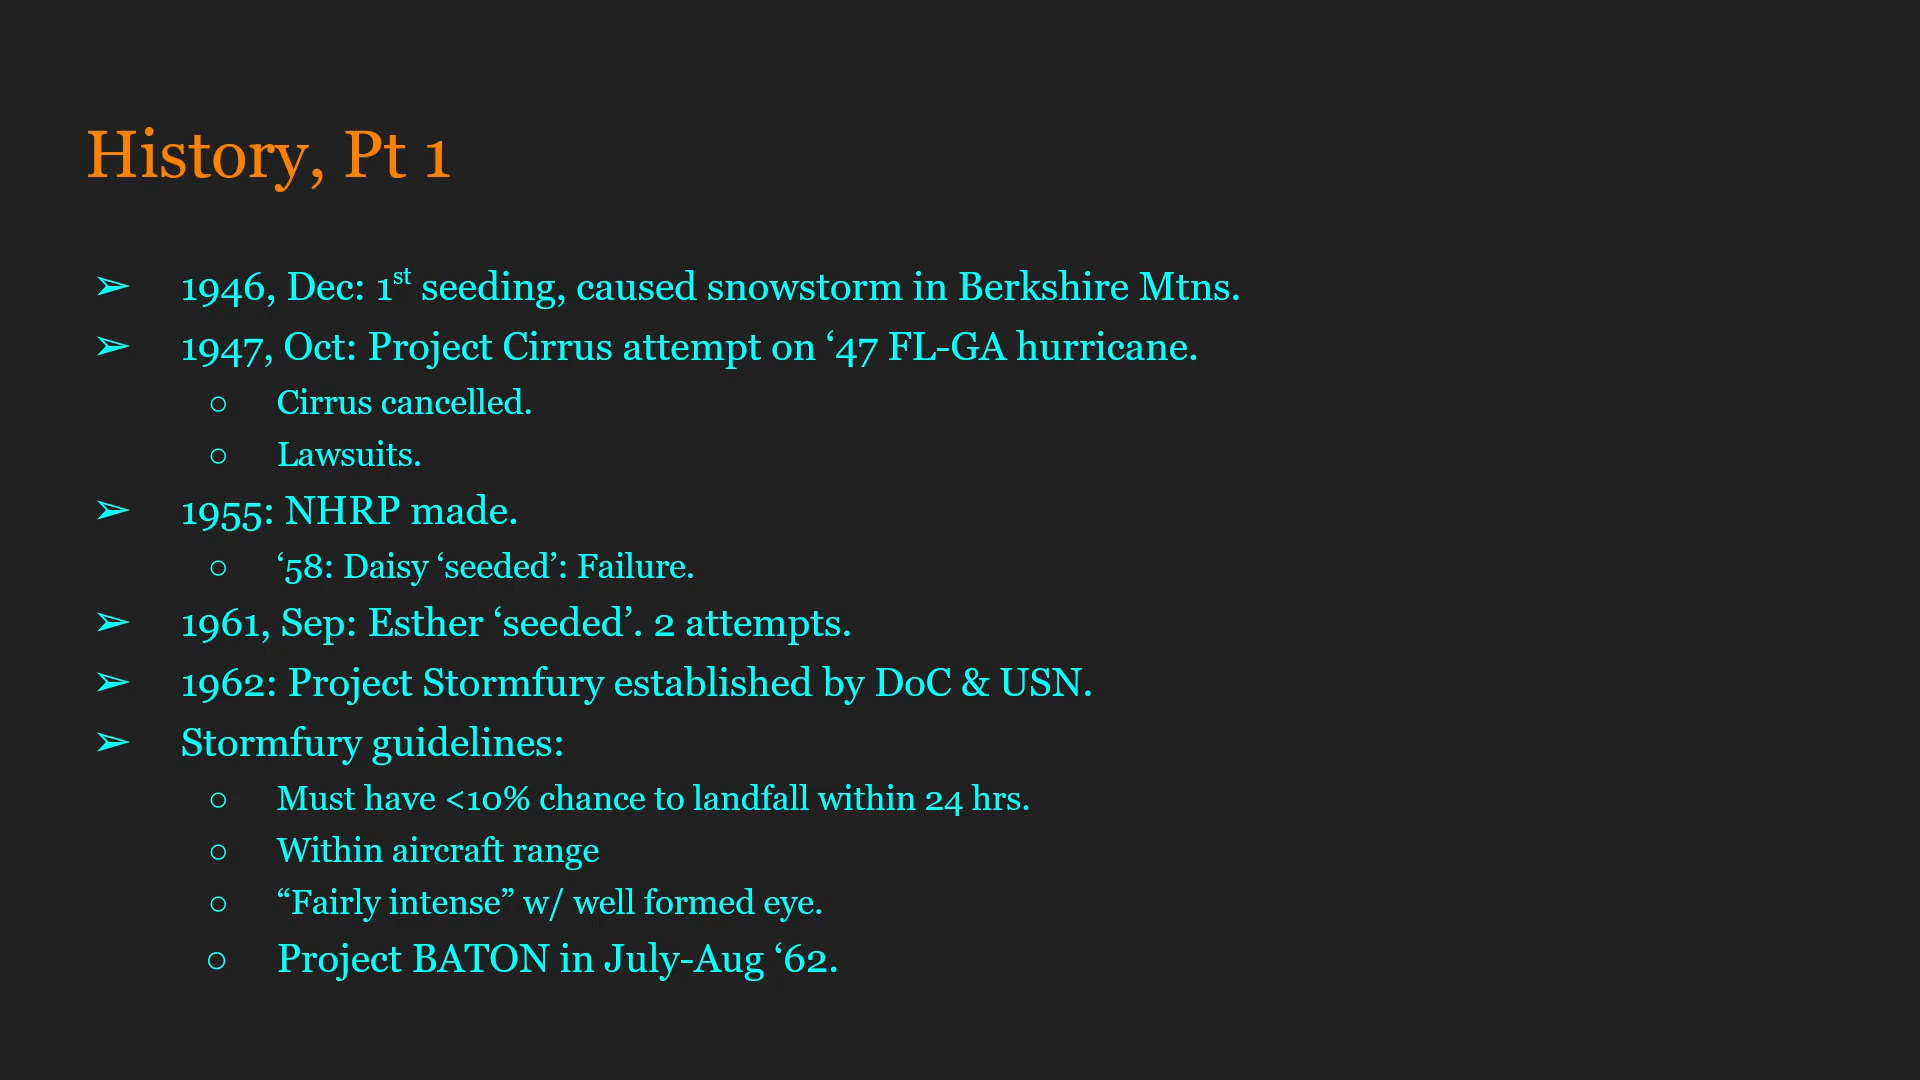 History, Pt 1
➢ 1946, Dec: 1st seeding, caused snowstorm in Berkshire Mtns.
➢ 1947, Oct: Project Cirrus attempt on ‘47 FL-GA hurricane.
○ Cirrus cancelled.
○ Lawsuits.
➢ 1955: NHRP made.
○ ‘58: Daisy ‘seeded’: Failure.
➢ 1961, Sep: Esther ‘seeded’. 2 attempts.
➢ 1962: Project Stormfury established by DoC & USN.
➢ Stormfury guidelines:
○ Must have <10% chance to landfall within 24 hrs.
○ Within aircraft range
○ “Fairly intense” w/ well formed eye.
○ Project BATON in July-Aug ‘62.